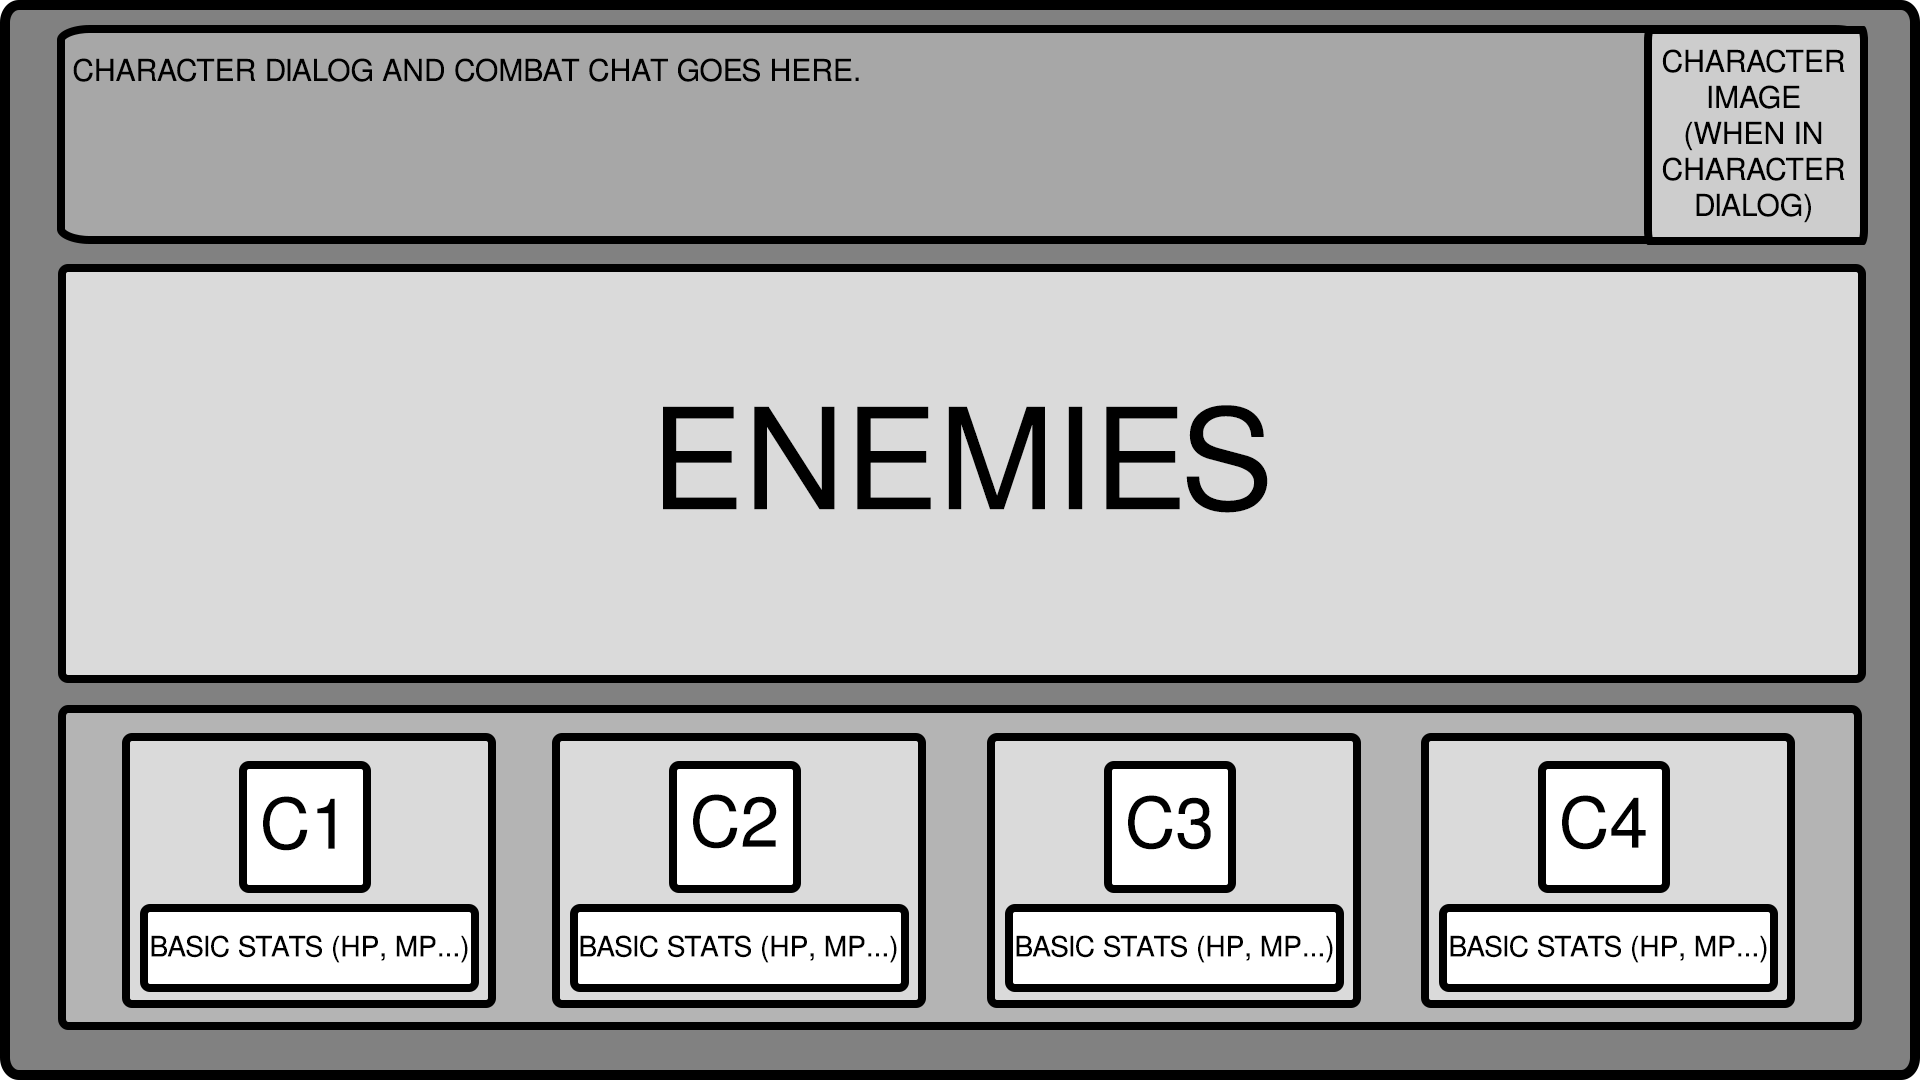 CHARACTER DIALOG AND COMBAT CHAT GOES HERE.
CHARACTER
IMAGE
(WHEN IN
CHARACTER
DIALOG)
ENEMIES
C1
C2
C3
C4
BASIC STATS (HP, MP...)
BASIC STATS (HP, MP...)
BASIC STATS (HP, MP...)
BASIC STATS (HP, MP...)